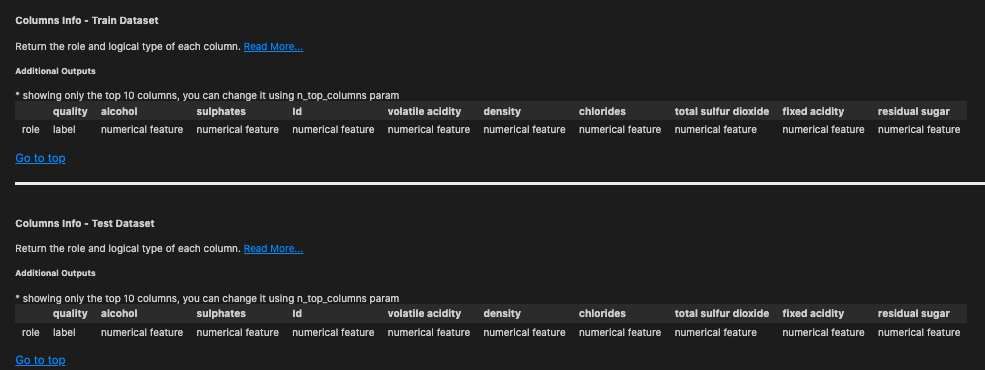 Columns Info - Train Dataset
Return the role and logical type of each column. Read More...
Additional Outputs
* showing only the top 10 columns, you can change it using n_top_columns param
quality alcohol sulphates Id volatile acidity density chlorides total sulfur dioxide fixed acidity residual sugar
role label numerical feature numerical feature numerical feature numerical feature numerical feature numerical feature numerical feature numerical feature numerical feature
Go to top
Columns Info - Test Dataset
Return the role and logical type of each column. Read More...
Additional Outputs
* showing only the top 10 columns, you can change it using n_top_columns param
quality alcohol sulphates Id volatile acidity density chlorides total sulfur dioxide fixed acidity residual sugar
role label numerical feature numerical feature numerical feature numerical feature numerical feature numerical feature numerical feature numerical feature numerical feature
Go to top